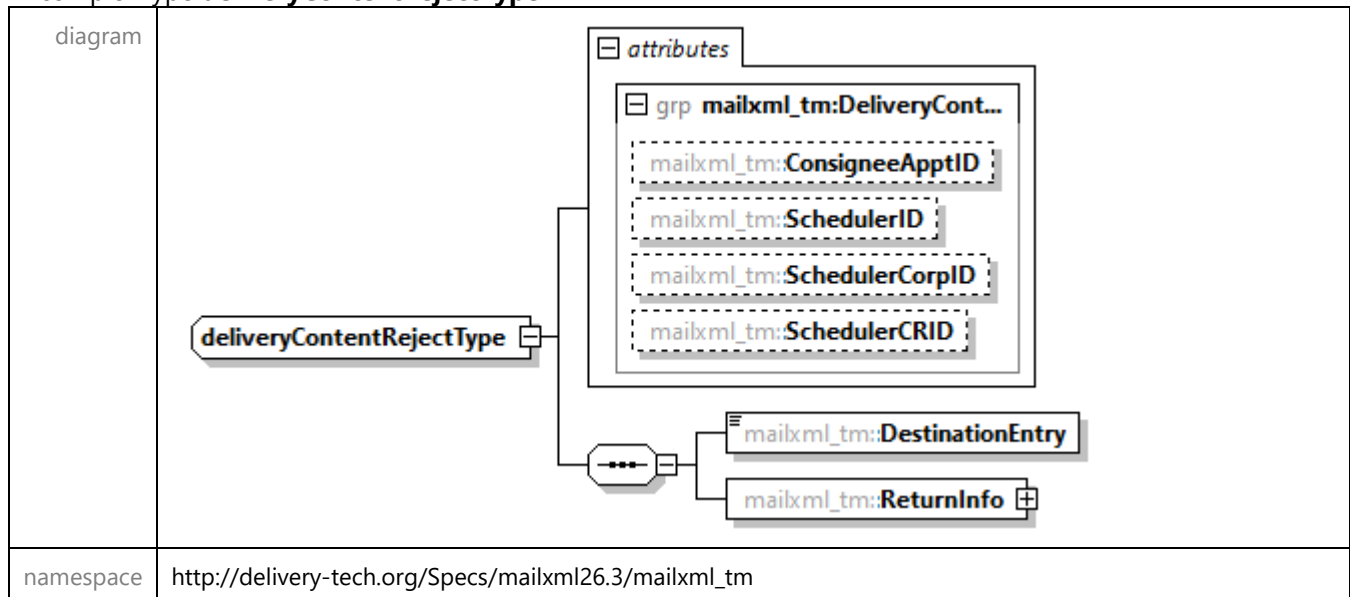 diagram
attributes
grp mailxml_tm:DeliveryCont...
mailxml_tm:ConsigneeApptID
mailxml_tm:SchedulerID
mailxml_tm:SchedulerCorpID
mailxml_tm:SchedulerCRID
deliveryContentRejectType
mailxml_tm:DestinationEntry
mailxml_tm:ReturnInfo
namespace http://delivery-tech.org/Specs/mailxml26.3/mailxml_tm